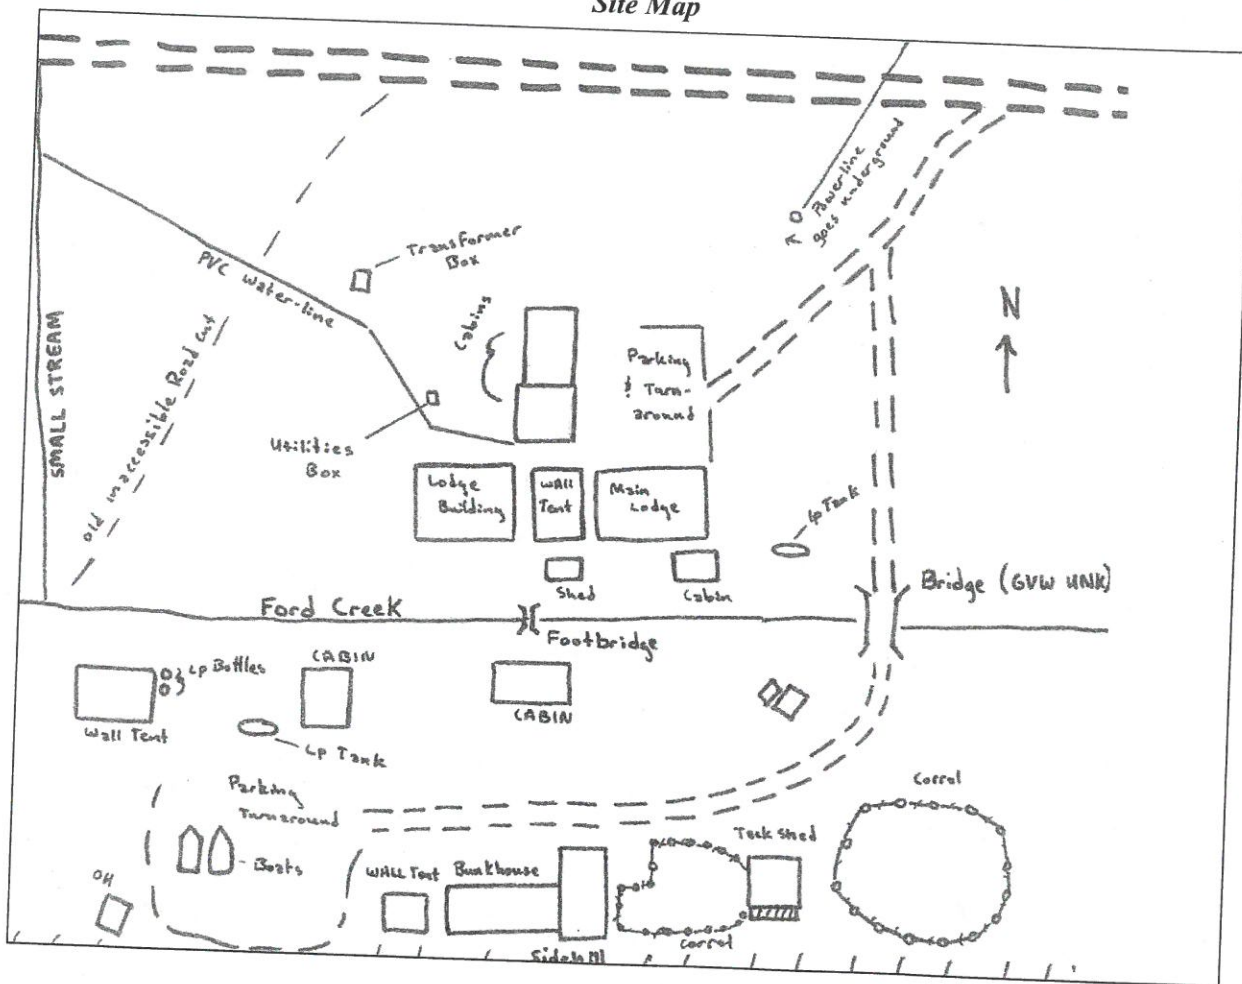 Site Map
Powerline
goes underground
Transformer
Box
PVC water-line
Cabins
N
SMALL STREAM
Old inaccessible Road Cut
Parking
& Turn-
around
Utilities
Box
Lodge
Building
WALL
Tent
Main
Lodge
Lp Tank
Shed
Cabin
Bridge (GVW UNK)
Ford Creek
Footbridge
Lp Bottles
CABIN
Wall Tent
CABIN
Lp Tank
Parking
Turnaround
Corral
Boats
Tack Shed
OH
WALL Tent
Bunkhouse
Corral
Sidehill